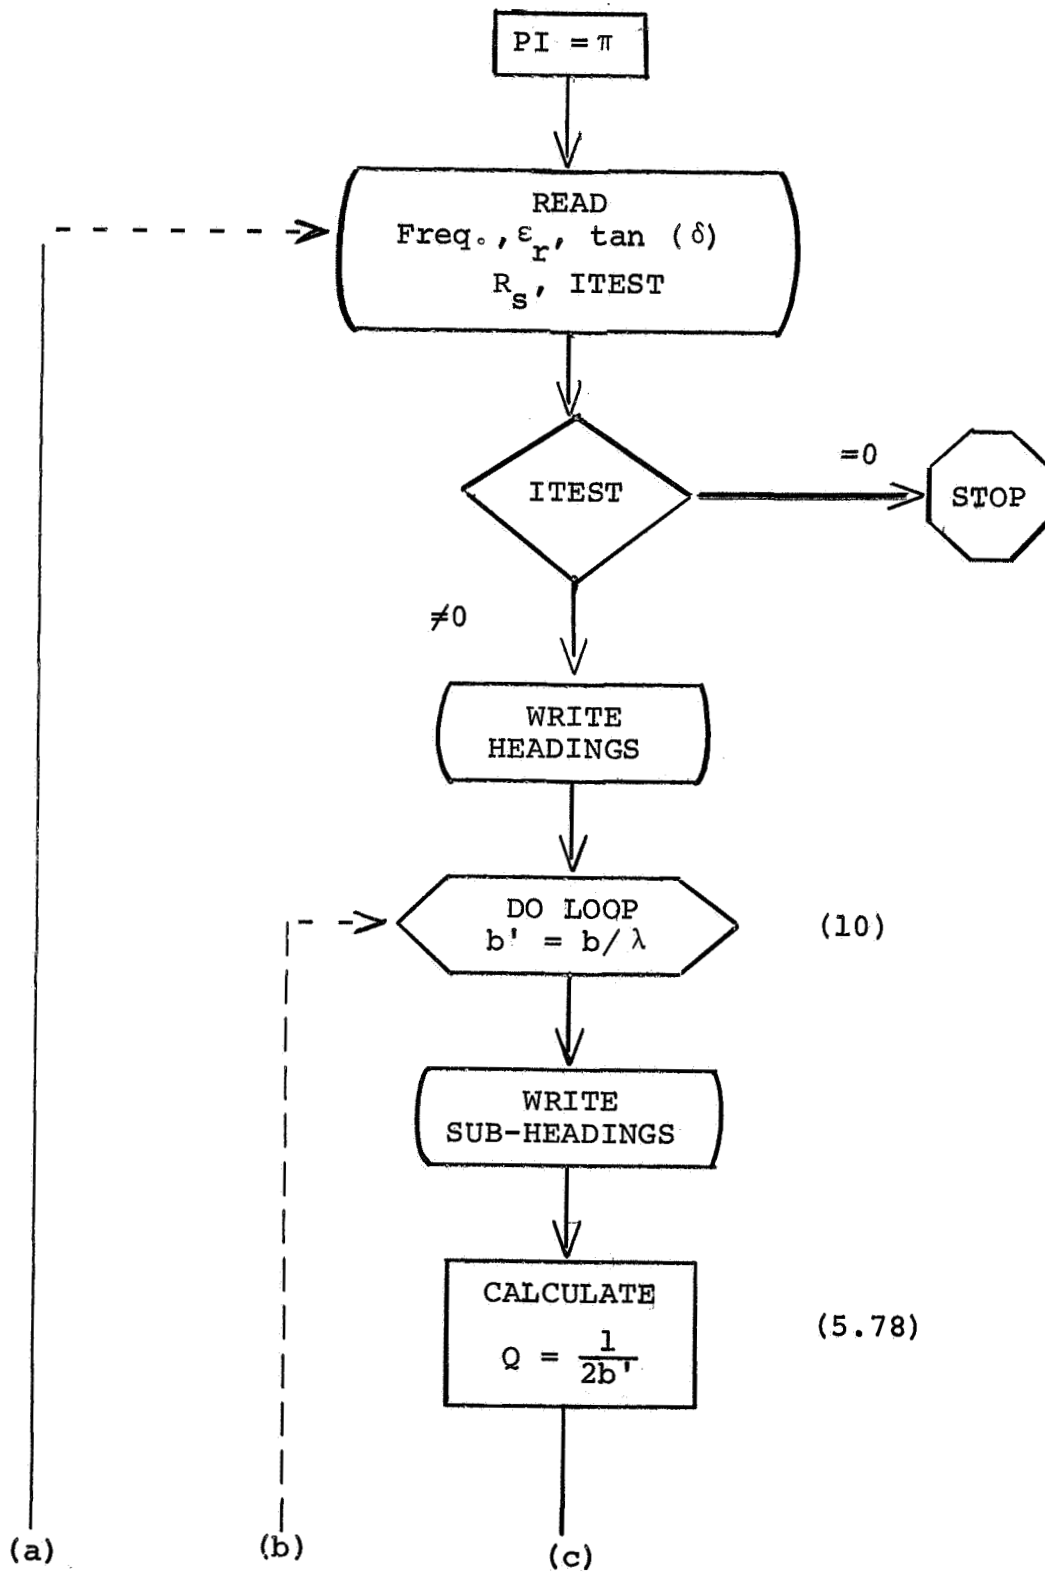 PI = π
READ
Freq., εr, tan (δ)
Rs, ITEST
=0
ITEST
STOP
≠0
WRITE
HEADINGS
DO LOOP
b' = b/λ
(10)
WRITE
SUB-HEADINGS
CALCULATE
(5.78)
Q = 1/2b'
(a)
(b)
(c)